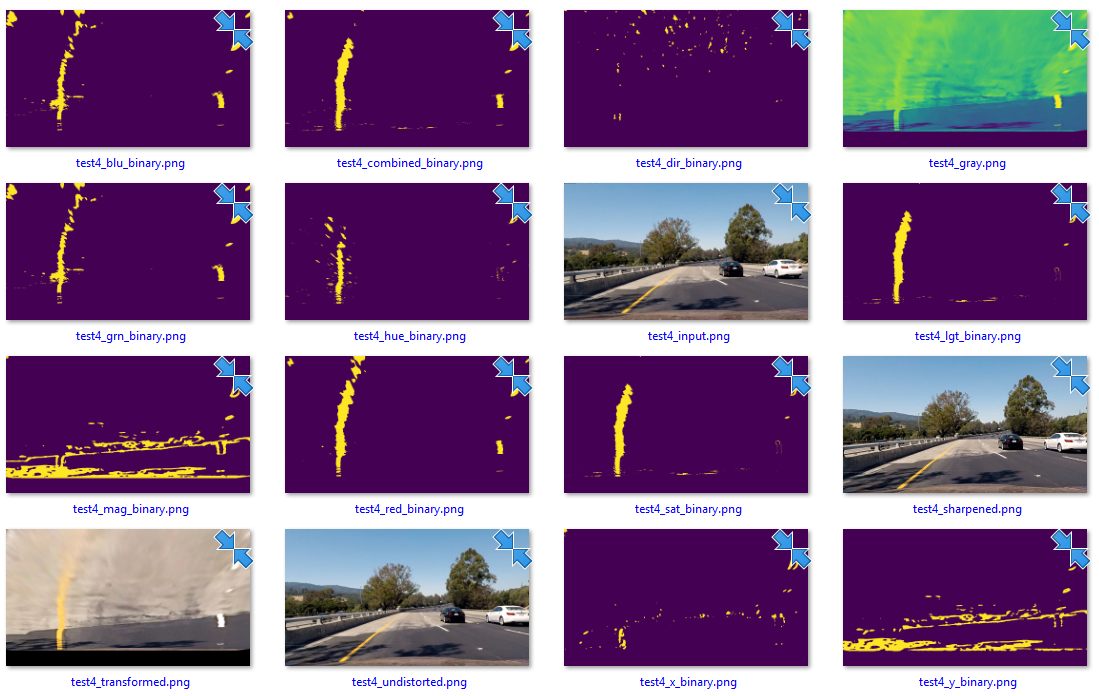 test4_blu_binary.png
test4_combined_binary.png
test4_dir_binary.png
test4_gray.png
test4_grn_binary.png
test4_hue_binary.png
test4_input.png
test4_lgt_binary.png
test4_mag_binary.png
test4_red_binary.png
test4_sat_binary.png
test4_sharpened.png
test4_transformed.png
test4_undistorted.png
test4_x_binary.png
test4_y_binary.png